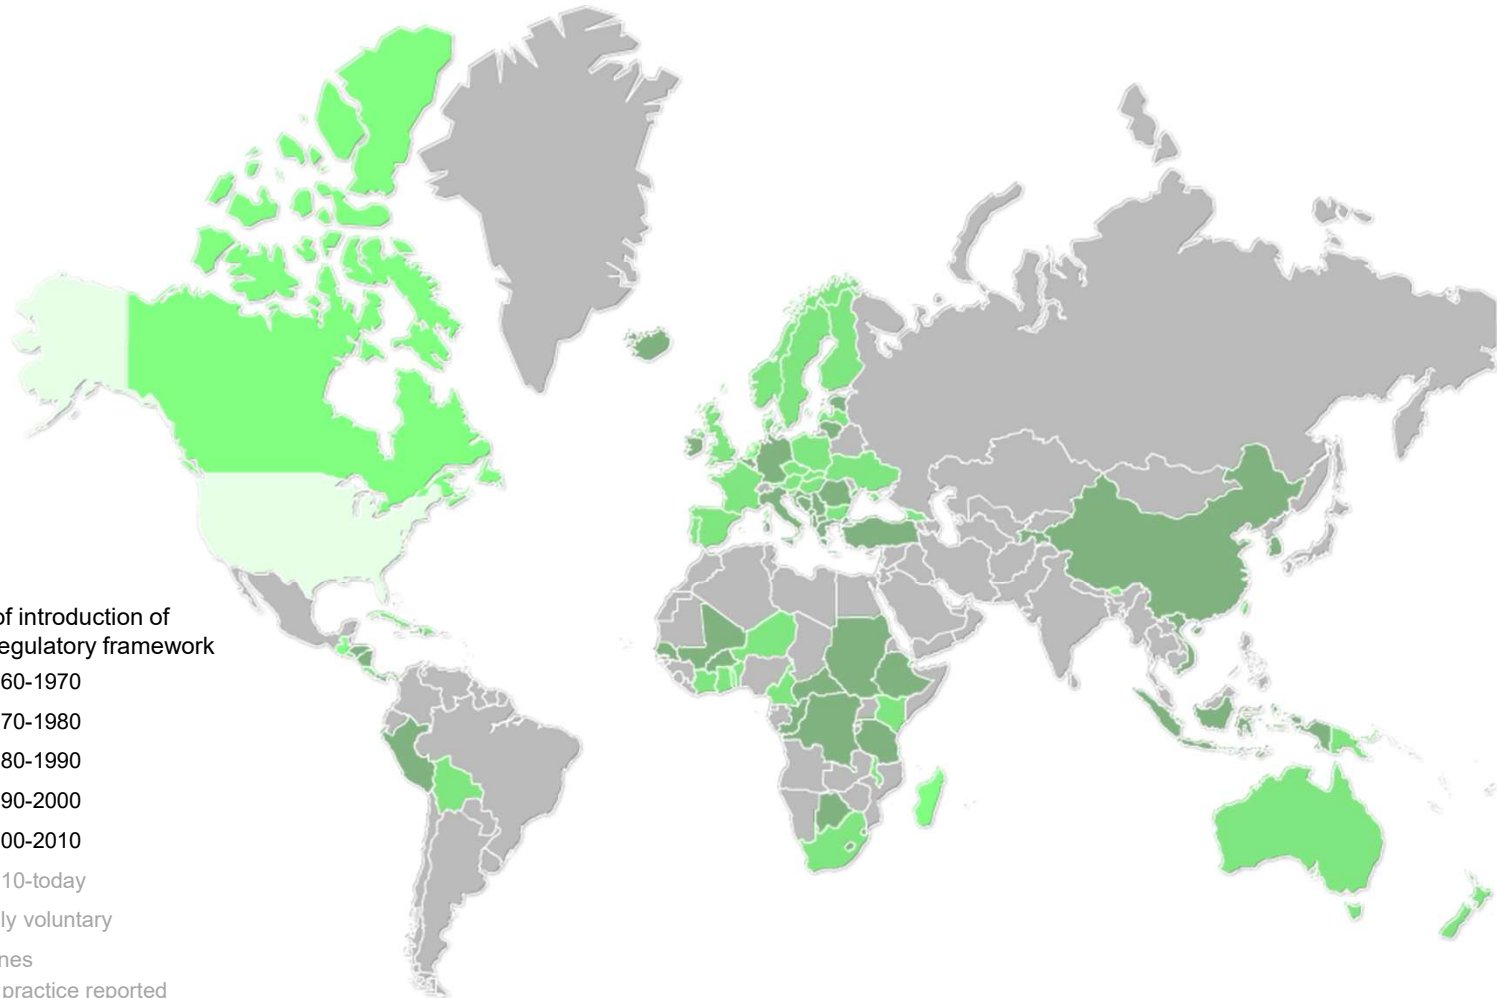 of introduction of
egulatory framework
60-1970
70-1980
80-1990
90-2000
00-2010
10-today
ly voluntary
nes
practice reported